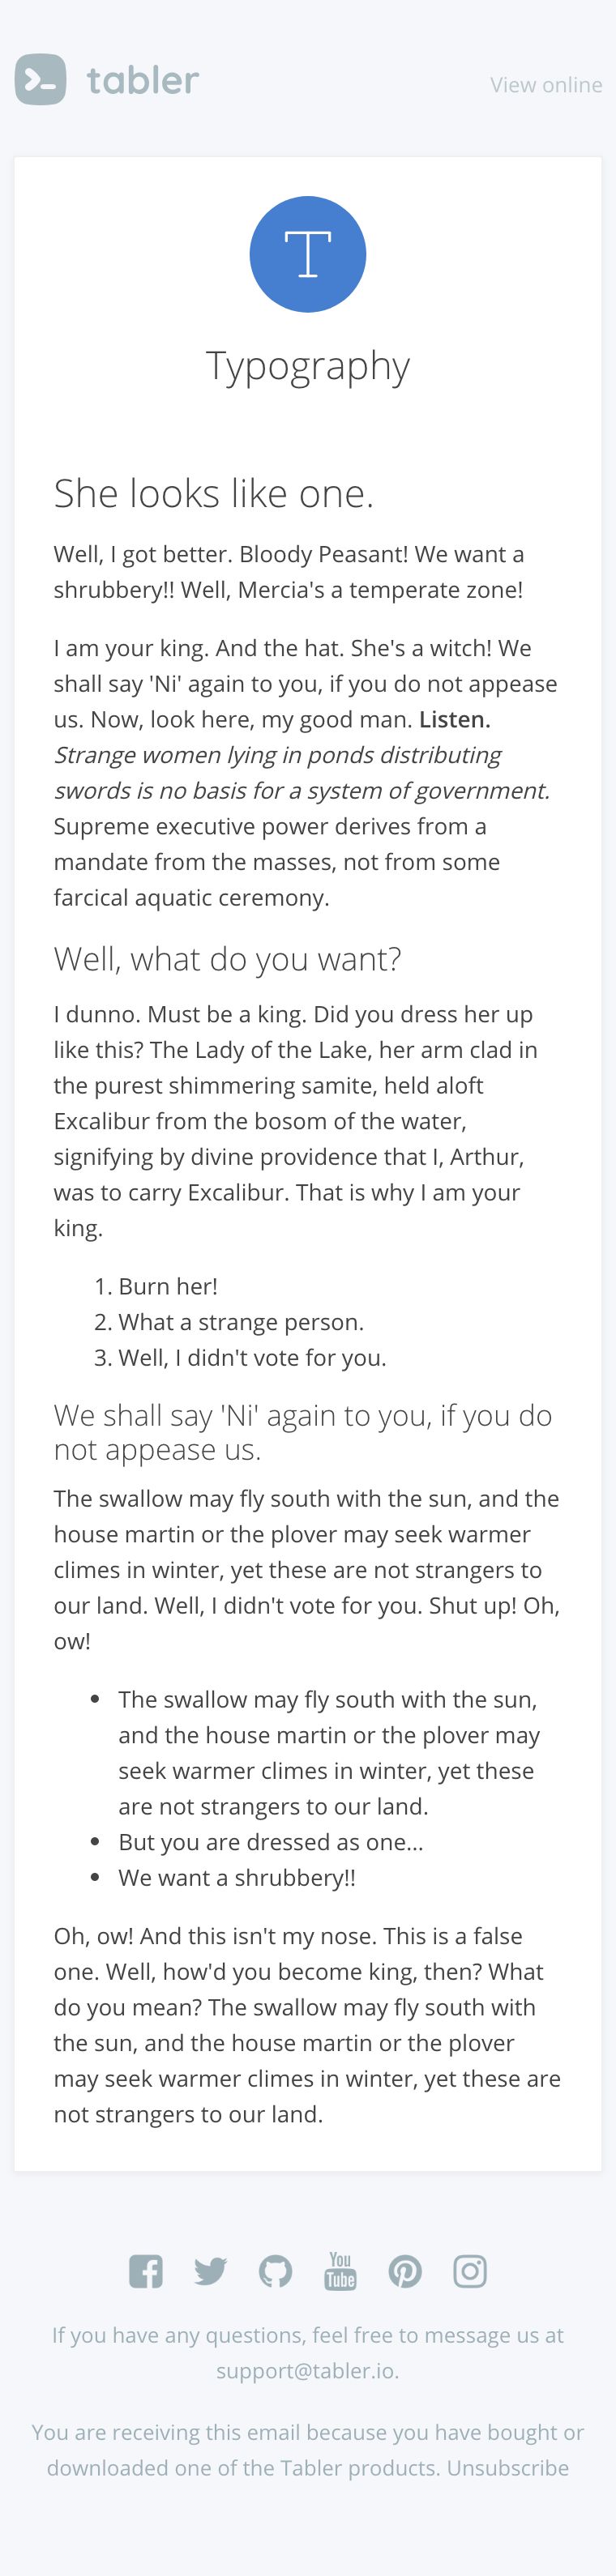 tabler
View online
T
Typography
She looks like one.
Well, I got better. Bloody Peasant! We want a
shrubbery!! Well, Mercia's a temperate zone!
I am your king. And the hat. She's a witch! We
shall say 'Ni' again to you, if you do not appease
us. Now, look here, my good man. Listen.
Strange women lying in ponds distributing
swords is no basis for a system of government.
Supreme executive power derives from a
mandate from the masses, not from some
farcical aquatic ceremony.
Well, what do you want?
I dunno. Must be a king. Did you dress her up
like this? The Lady of the Lake, her arm clad in
the purest shimmering samite, held aloft
Excalibur from the bosom of the water,
signifying by divine providence that I, Arthur,
was to carry Excalibur. That is why I am your
king.
1. Burn her!
2. What a strange person.
3. Well, I didn't vote for you.
We shall say 'Ni' again to you, if you do
not appease us.
The swallow may fly south with the sun, and the
house martin or the plover may seek warmer
climes in winter, yet these are not strangers to
our land. Well, I didn't vote for you. Shut up! Oh,
ow!
• The swallow may fly south with the sun,
and the house martin or the plover may
seek warmer climes in winter, yet these
are not strangers to our land.
• But you are dressed as one...
• We want a shrubbery!!
Oh, ow! And this isn't my nose. This is a false
one. Well, how'd you become king, then? What
do you mean? The swallow may fly south with
the sun, and the house martin or the plover
may seek warmer climes in winter, yet these are
not strangers to our land.
You
Tube
If you have any questions, feel free to message us at
support@tabler.io.
You are receiving this email because you have bought or
downloaded one of the Tabler products. Unsubscribe